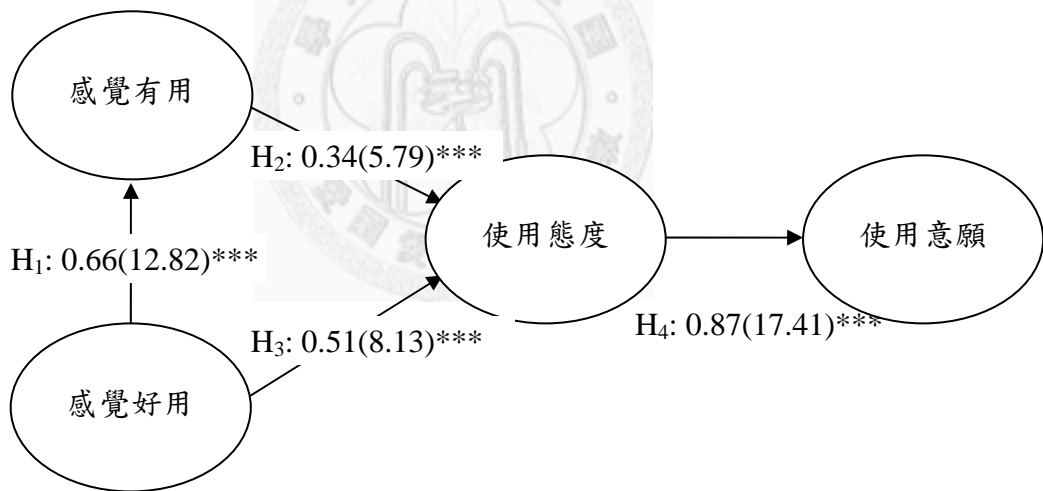 感覺有用
H₂: 0.34(5.79)***
使用態度
使用意願
H₁: 0.66(12.82)***
H₃: 0.51(8.13)***
H₄: 0.87(17.41)***
感覺好用